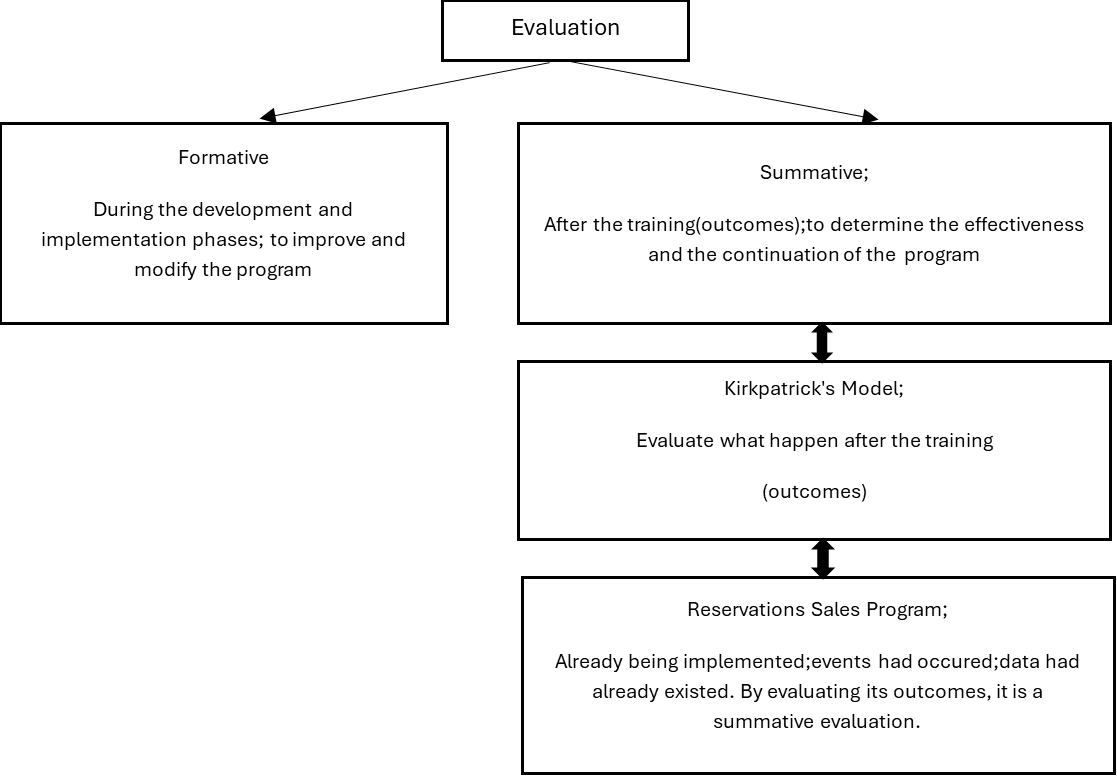 Evaluation
Formative
During the development and
implementation phases; to improve and
modify the program
Summative;
After the training(outcomes);to determine the effectiveness
and the continuation of the program
Kirkpatrick's Model;
Evaluate what happen after the training
(outcomes)
Reservations Sales Program;
Already being implemented;events had occured;data had
already existed. By evaluating its outcomes, it is a
summative evaluation.